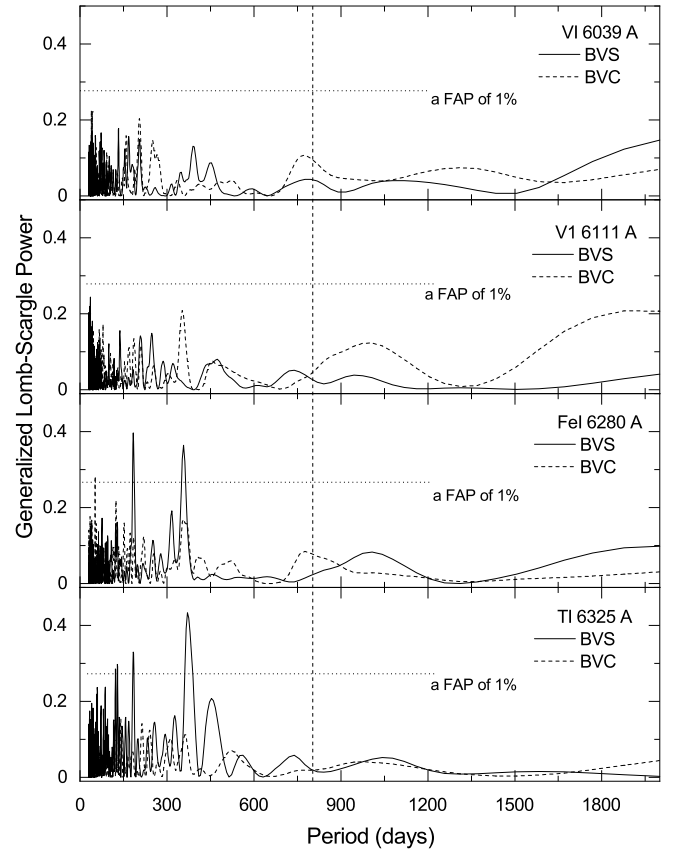 VI 6039 A
BVS
BVC
a FAP of 1%
0.4
0.2
0
V1 6111 A
BVS
BVC
a FAP of 1%
0.4
0.2
0
FeI 6280 A
BVS
BVC
a FAP of 1%
0.4
0.2
0
TI 6325 A
BVS
BVC
a FAP of 1%
0.4
0.2
0
0 300 600 900 1200 1500 1800
Period (days)
Generalized Lomb-Scargle Power